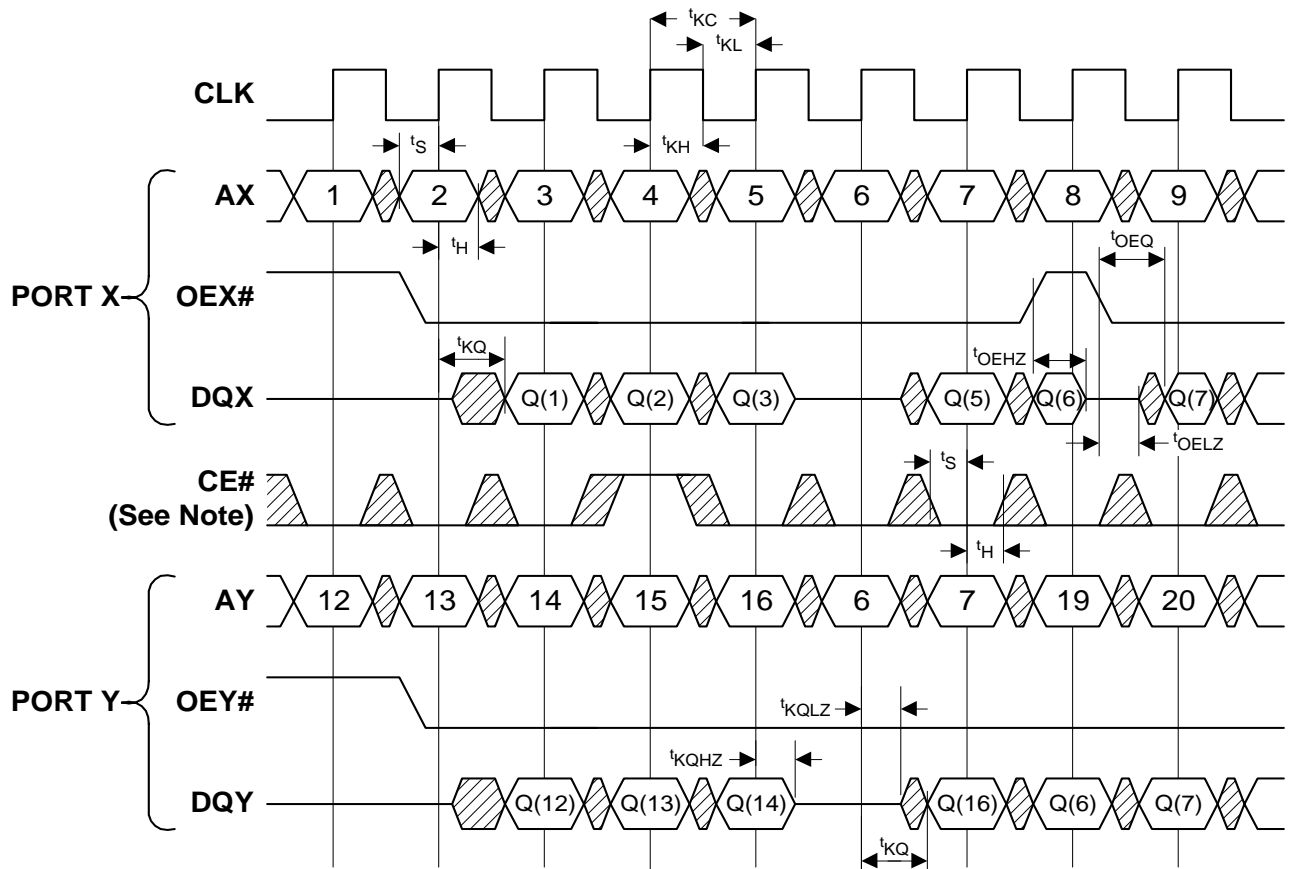 tKC
tKL
CLK
tS
tKH
AX 1 2 3 4 5 6 7 8 9
tH
tOEQ
PORT X
OEX#
tKQ
tOEHZ
DQX Q(1) Q(2) Q(3) Q(5) Q(6) Q(7)
tOELZ
CE#
tS
(See Note)
tH
AY 12 13 14 15 16 6 7 19 20
PORT Y
OEY#
tKQLZ
tKQHZ
DQY Q(12) Q(13) Q(14) Q(16) Q(6) Q(7)
tKQ